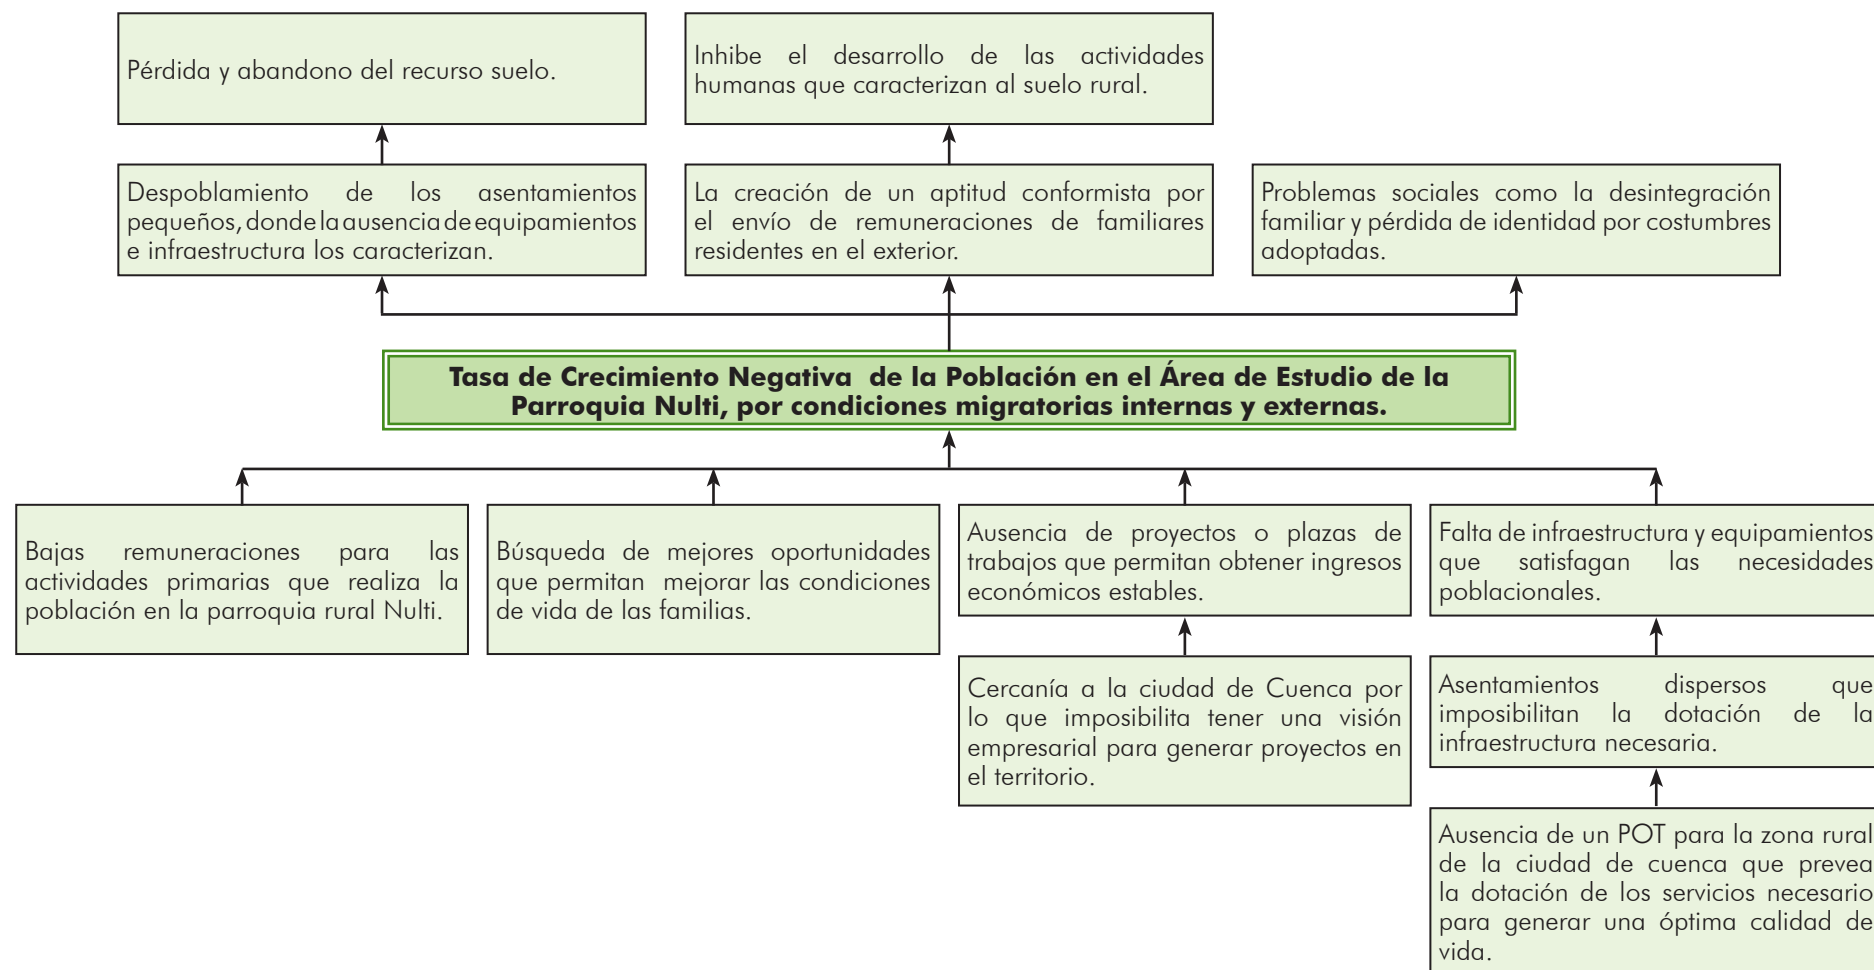 Pérdida y abandono del recurso suelo.
Inhibe el desarrollo de las actividades
humanas que caracterizan al suelo rural.
Despoblamiento de los asentamientos
pequeños, donde la ausencia de equipamientos
e infraestructura los caracterizan.
La creación de un aptitud conformista por
el envío de remuneraciones de familiares
residentes en el exterior.
Problemas sociales como la desintegración
familiar y pérdida de identidad por costumbres
adoptadas.
Tasa de Crecimiento Negativa de la Población en el Área de Estudio de la
Parroquia Nulti, por condiciones migratorias internas y externas.
Bajas remuneraciones para las
actividades primarias que realiza la
población en la parroquia rural Nulti.
Búsqueda de mejores oportunidades
que permitan mejorar las condiciones
de vida de las familias.
Ausencia de proyectos o plazas de
trabajos que permitan obtener ingresos
económicos estables.
Falta de infraestructura y equipamientos
que satisfagan las necesidades
poblacionales.
Cercanía a la ciudad de Cuenca por
lo que imposibilita tener una visión
empresarial para generar proyectos en
el territorio.
Asentamientos dispersos que
imposibilitan la dotación de la
infraestructura necesaria.
Ausencia de un POT para la zona rural
de la ciudad de cuenca que prevea
la dotación de los servicios necesario
para generar una óptima calidad de
vida.